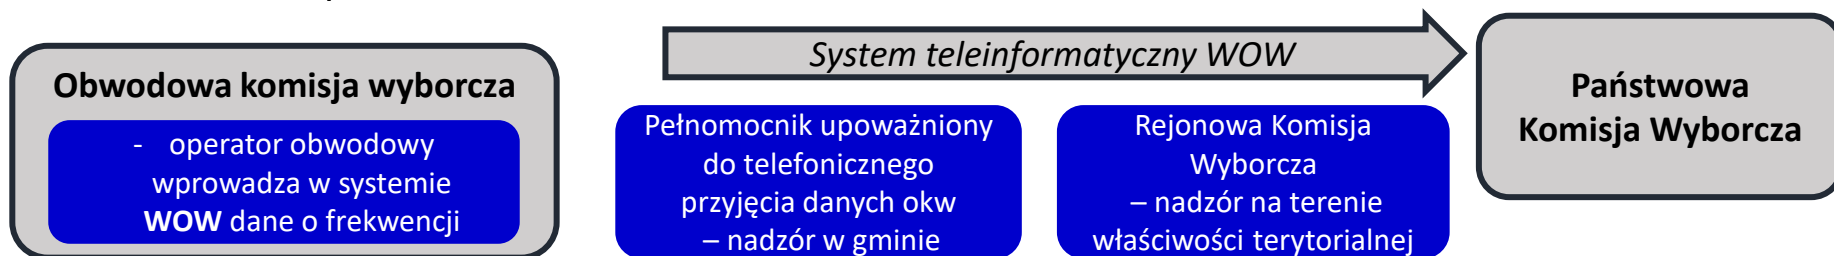 Obwodowa komisja wyborcza
- operator obwodowy
wprowadza w systemie
WOW dane o frekwencji
System teleinformatyczny WOW
Pełnomocnik upoważniony
do telefonicznego
przyjęcia danych okw
– nadzór w gminie
Rejonowa Komisja
Wyborcza
– nadzór na terenie
właściwości terytorialnej
Państwowa
Komisja Wyborcza